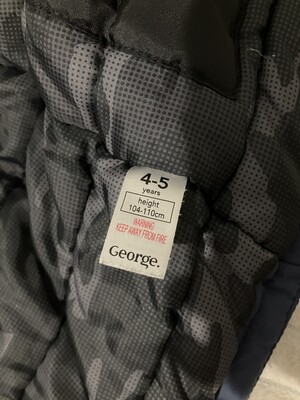 4-5
years
height
104-110cm
WARNING
KEEP AWAY FROM FIRE
George.